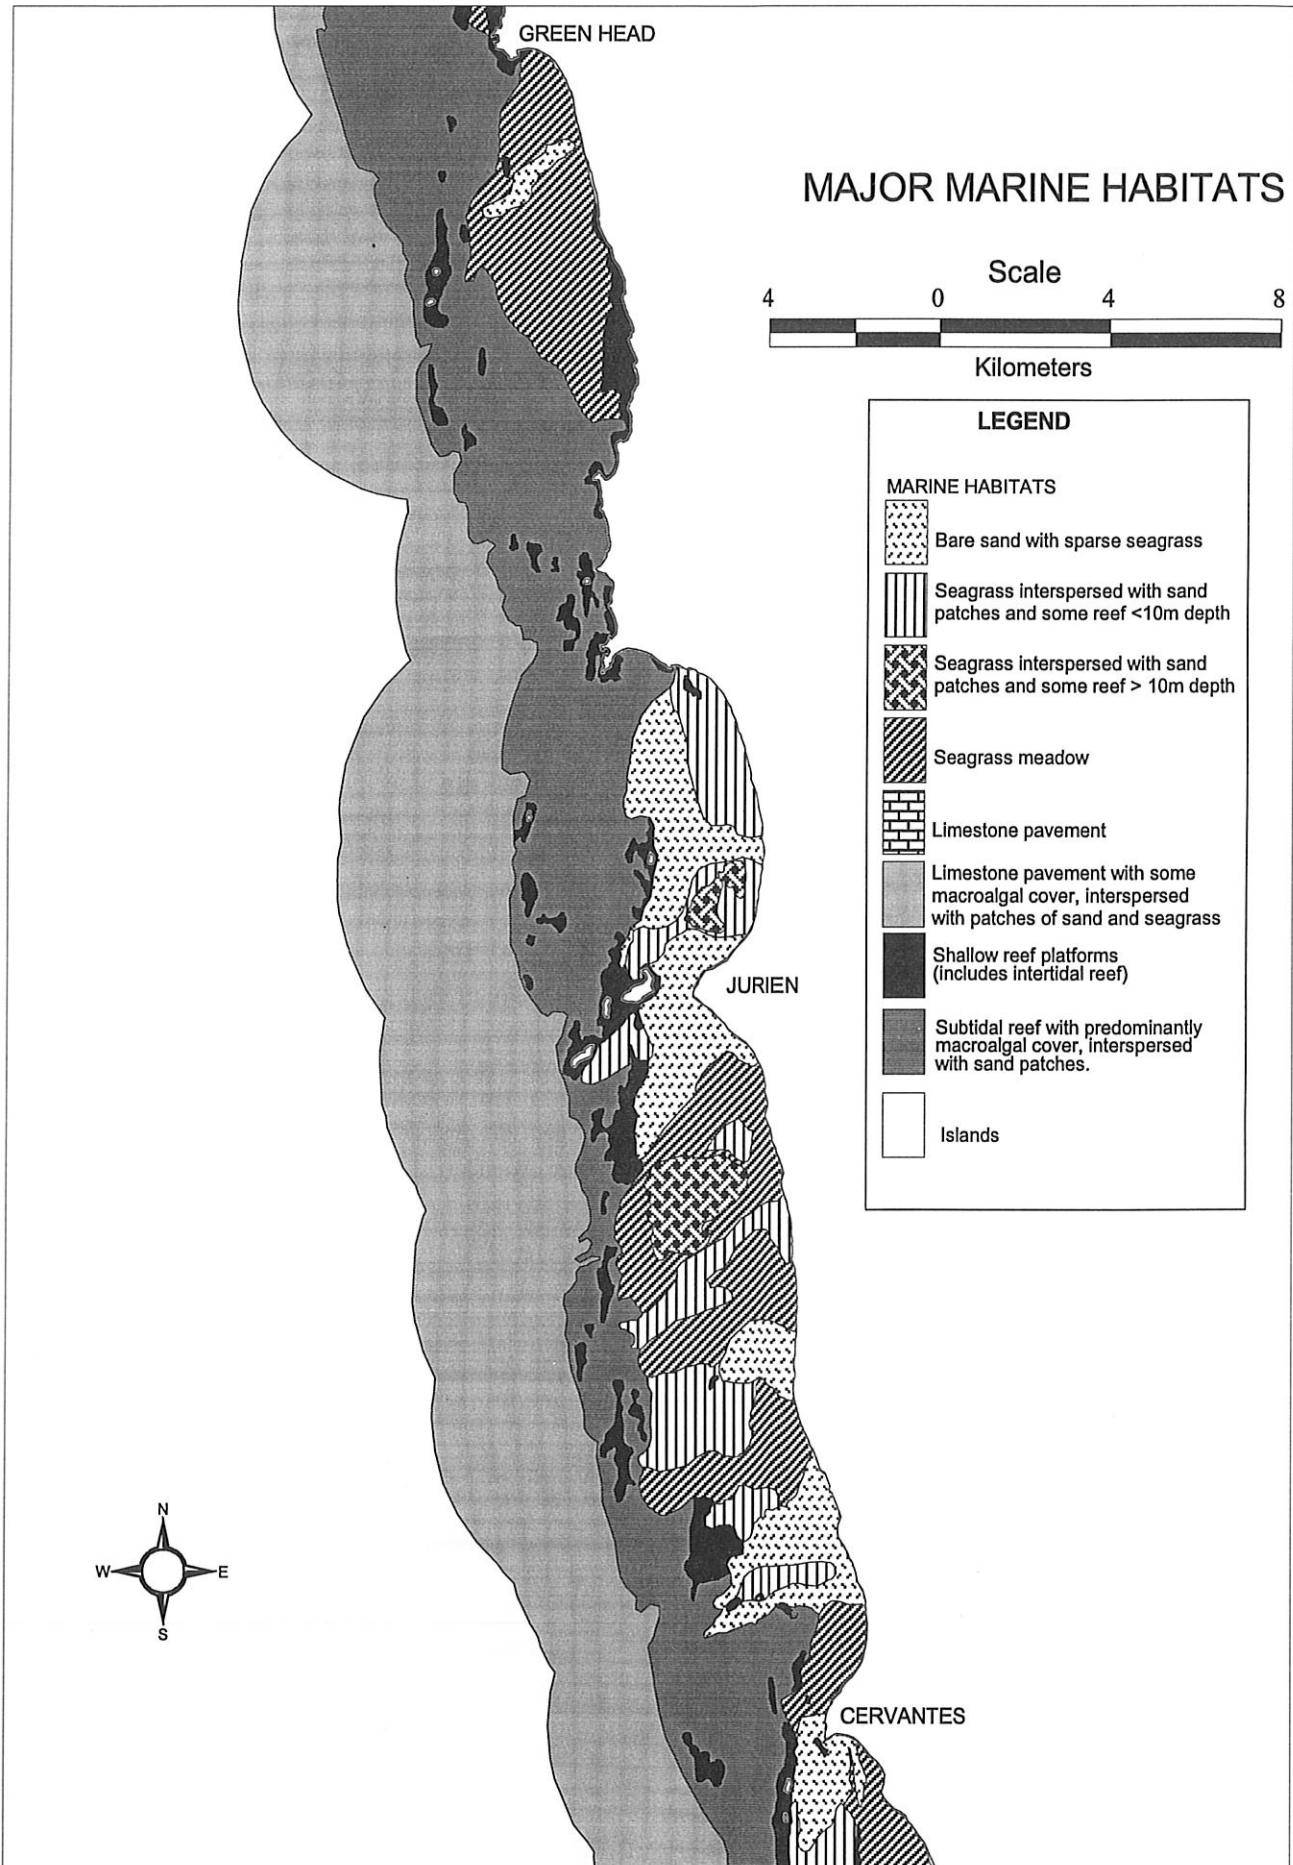 GREEN HEAD
MAJOR MARINE HABITATS
Scale
4 0 4 8
Kilometers
LEGEND
MARINE HABITATS
Bare sand with sparse seagrass
Seagrass interspersed with sand
patches and some reef <10m depth
Seagrass interspersed with sand
patches and some reef > 10m depth
Seagrass meadow
Limestone pavement
Limestone pavement with some
macroalgal cover, interspersed
with patches of sand and seagrass
Shallow reef platforms
(includes intertidal reef)
Subtidal reef with predominantly
macroalgal cover, interspersed
with sand patches.
Islands
JURIEN
N
W E
S
CERVANTES